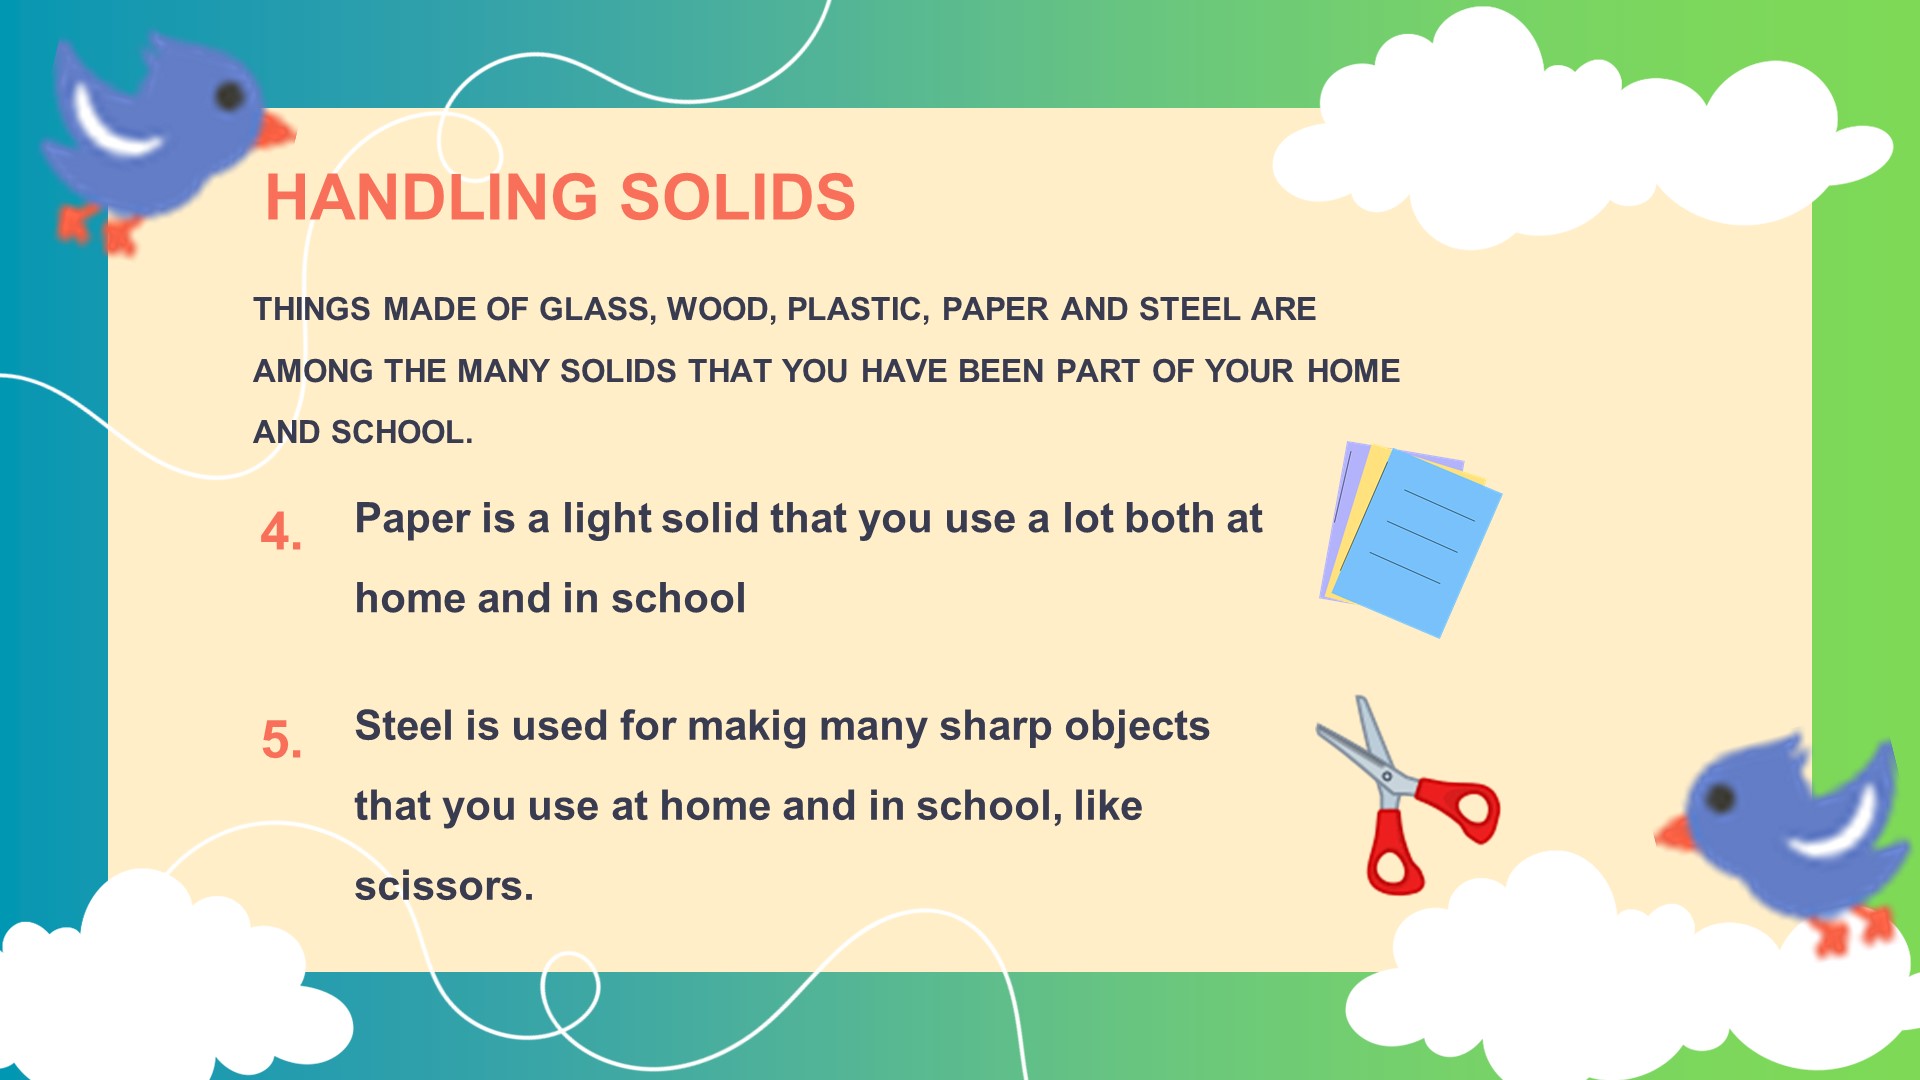 HANDLING SOLIDS
THINGS MADE OF GLASS, WOOD, PLASTIC, PAPER AND STEEL ARE
AMONG THE MANY SOLIDS THAT YOU HAVE BEEN PART OF YOUR HOME
AND SCHOOL.
4. Paper is a light solid that you use a lot both at
home and in school
5. Steel is used for makig many sharp objects
that you use at home and in school, like
scissors.